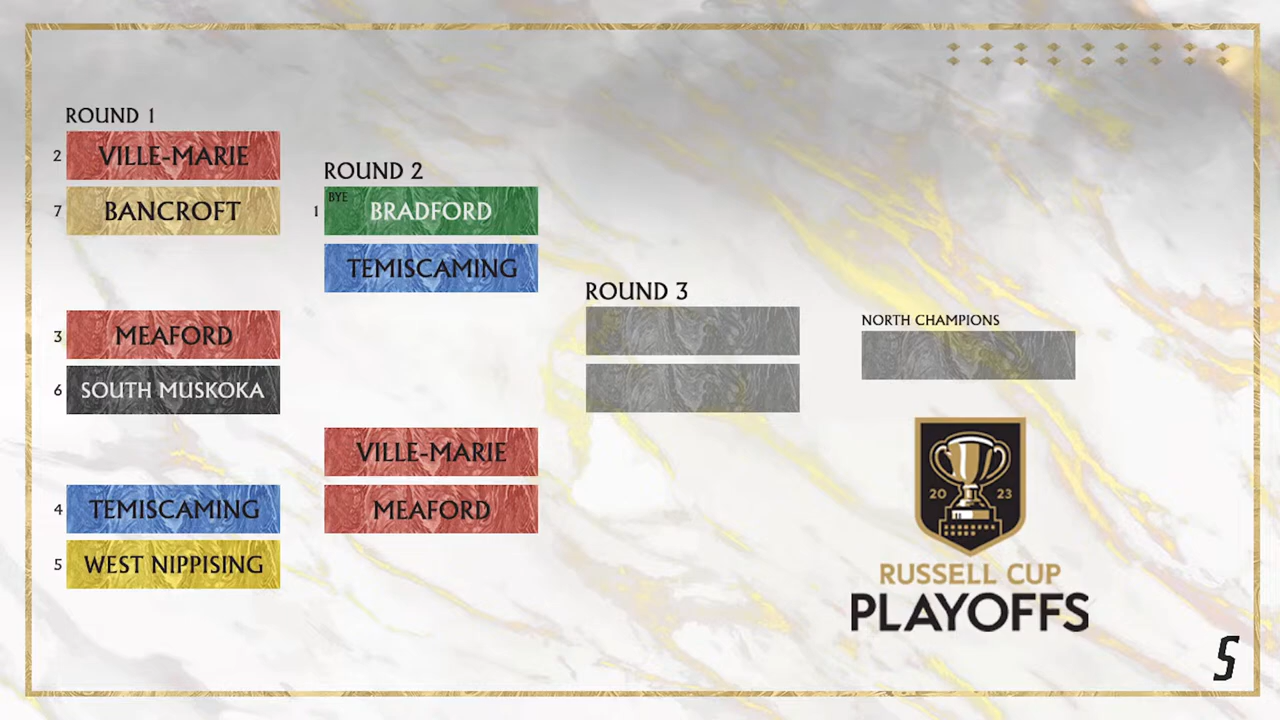 ROUND 1
2 VILLE-MARIE
7 BANCROFT
3 MEAFORD
6 SOUTH MUSKOKA
4 TEMISCAMING
5 WEST NIPPISING
ROUND 2
BYE
1 BRADFORD
TEMISCAMING
VILLE-MARIE
MEAFORD
ROUND 3
NORTH CHAMPIONS
20 23
RUSSELL CUP
PLAYOFFS
S